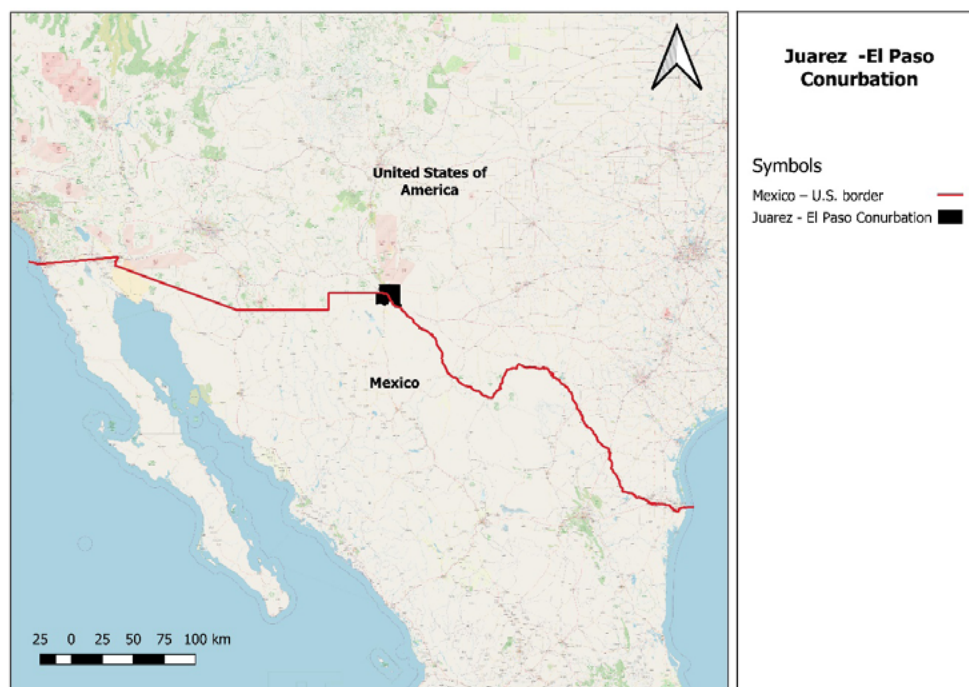 United States of
America
Mexico
25 0 25 50 75 100 km
Juarez -El Paso
Conurbation
Symbols
Mexico – U.S. border
Juarez - El Paso Conurbation